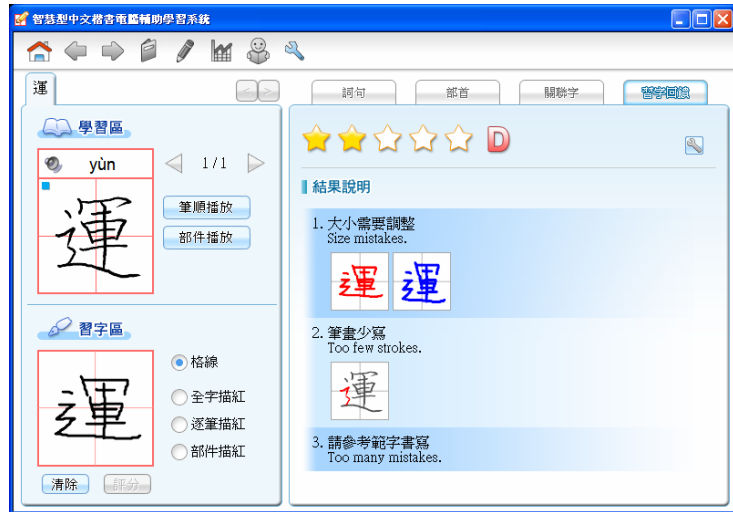 智慧型中文楷書電腦輔助學習系統
運
詞句
部首
關聯字
習字回饋
學習區
yùn
1/1
筆順播放
部件播放
運
習字區
格線
全字描紅
逐筆描紅
部件描紅
運
清除
評分
D
結果說明
1. 大小需要調整
Size mistakes.
運 運
2. 筆畫少寫
Too few strokes.
運
3. 請參考範字書寫
Too many mistakes.